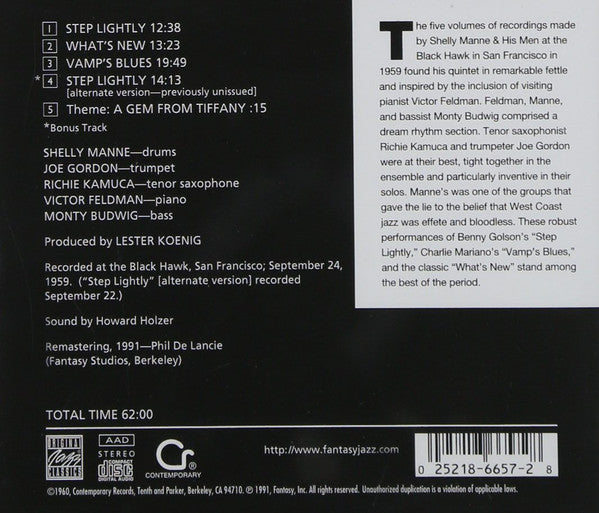 1 STEP LIGHTLY 12:38
2 WHAT'S NEW 13:23
3 VAMP'S BLUES 19:49
*4 STEP LIGHTLY 14:13
[alternate version—previously unissued]
5 Theme: A GEM FROM TIFFANY :15
*Bonus Track
SHELLY MANNE—drums
JOE GORDON—trumpet
RICHIE KAMUCA—tenor saxophone
VICTOR FELDMAN—piano
MONTY BUDWIG—bass
Produced by LESTER KOENIG
Recorded at the Black Hawk, San Francisco; September 24,
1959. ("Step Lightly" [alternate version] recorded
September 22.)
Sound by Howard Holzer
Remastering, 1991—Phil De Lancie
(Fantasy Studios, Berkeley)
The five volumes of recordings made
by Shelly Manne & His Men at the
Black Hawk in San Francisco in
1959 found his quintet in remarkable fettle
and inspired by the inclusion of visiting
pianist Victor Feldman. Feldman, Manne,
and bassist Monty Budwig comprised a
dream rhythm section. Tenor saxophonist
Richie Kamuca and trumpeter Joe Gordon
were at their best, tight together in the
ensemble and particularly inventive in their
solos. Manne's was one of the groups that
gave the lie to the belief that West Coast
jazz was effete and bloodless. These robust
performances of Benny Golson's "Step
Lightly," Charlie Mariano's "Vamp's Blues,"
and the classic "What's New" stand among
the best of the period.
TOTAL TIME 62:00
ORIGINAL
Jazz
CLASSICS
AAD
STEREO
COMPACT
disc
DIGITAL AUDIO
CR
CONTEMPORARY
http://www.fantasyjazz.com
0 25218-6657-2 8
©1960, Contemporary Records, Tenth and Parker, Berkeley, CA 94710. ℗ 1991, Fantasy, Inc. All rights reserved. Unauthorized duplication is a violation of applicable laws.